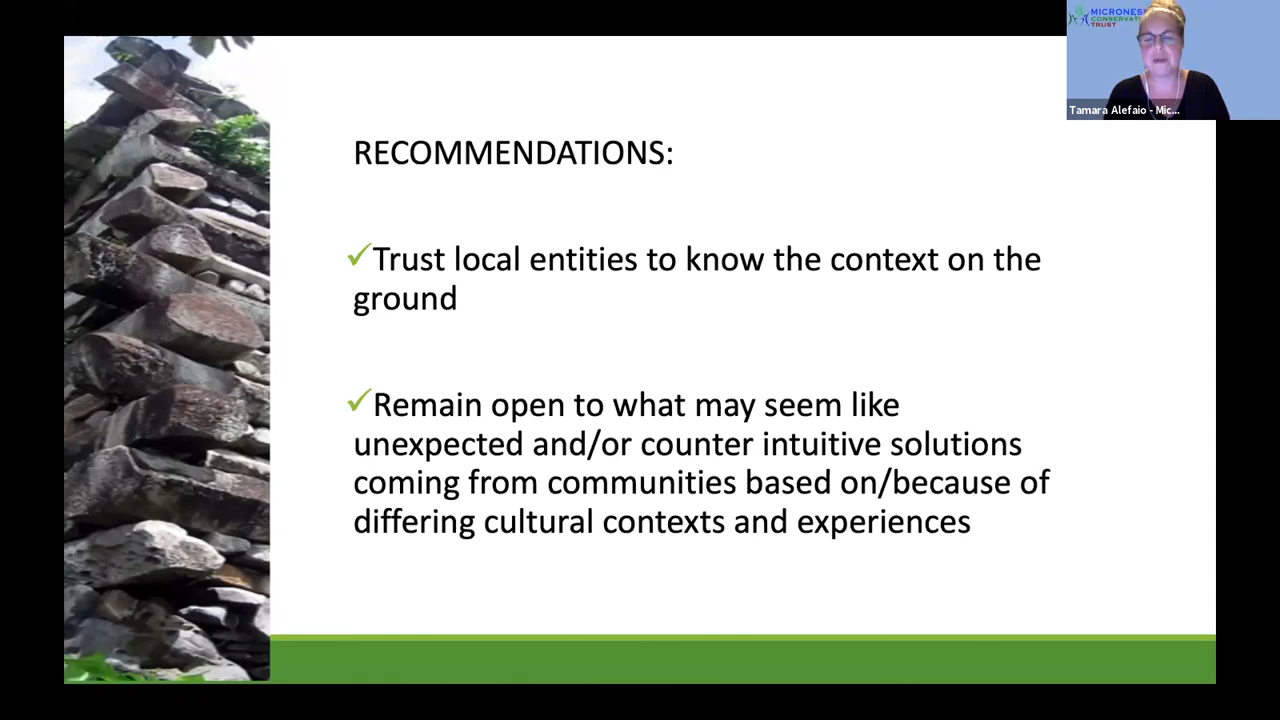 MICRONES
CONSERVAT
TRUST
Tamara Alefaio - Mic...
RECOMMENDATIONS:
✓Trust local entities to know the context on the
ground
✓Remain open to what may seem like
unexpected and/or counter intuitive solutions
coming from communities based on/because of
differing cultural contexts and experiences